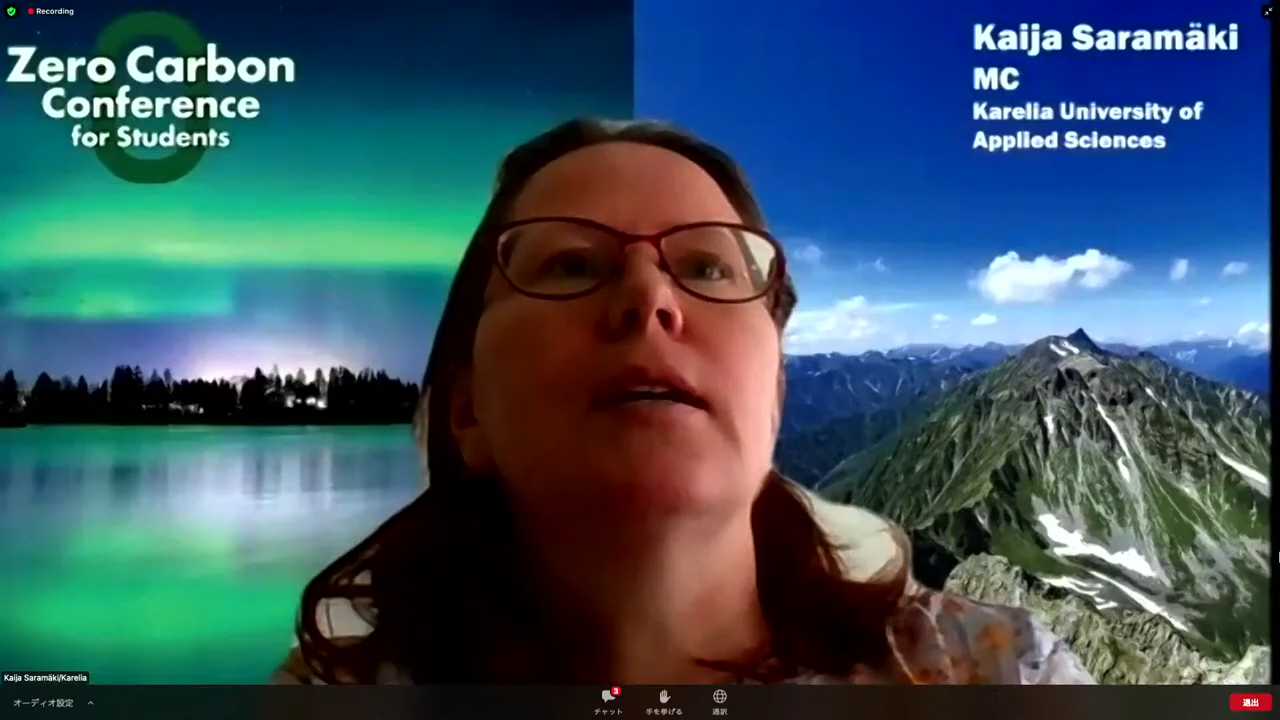 Recording
Zero Carbon
Conference
for Students
Kaija Saramäki
MC
Karelia University of
Applied Sciences
Kaija Saramäki/Karelia
オーディオ設定
3
チャット
手を挙げる
通訳
退出